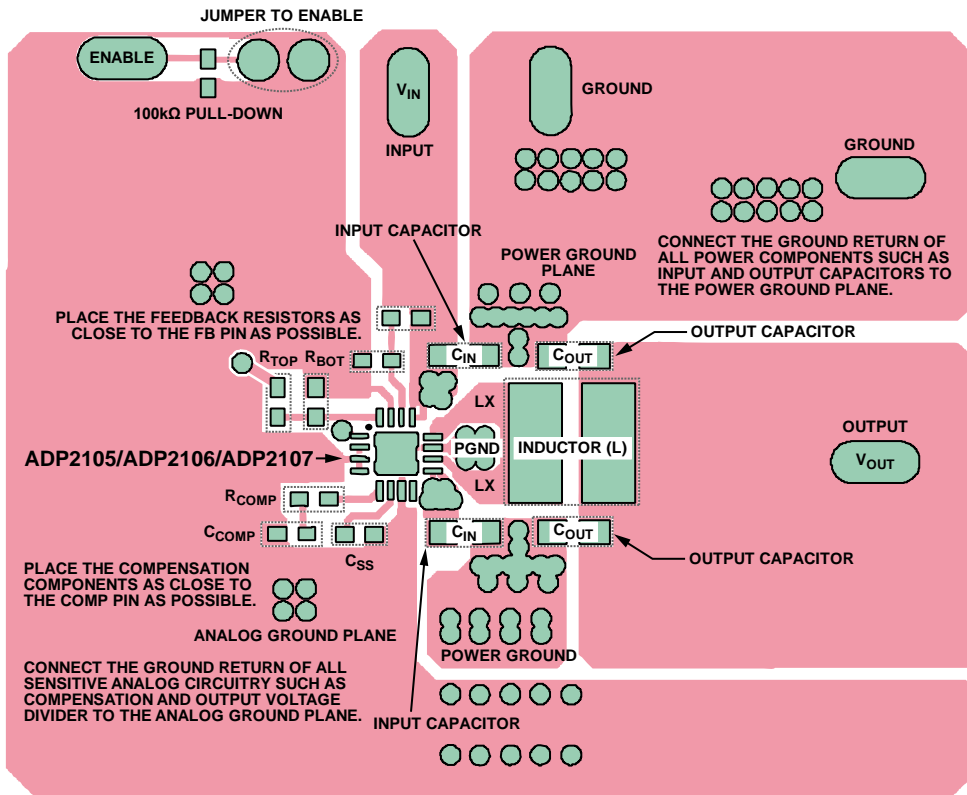 JUMPER TO ENABLE
ENABLE
100kΩ PULL-DOWN
VIN
INPUT
GROUND
GROUND
INPUT CAPACITOR
POWER GROUND
PLANE
CONNECT THE GROUND RETURN OF
ALL POWER COMPONENTS SUCH AS
INPUT AND OUTPUT CAPACITORS TO
THE POWER GROUND PLANE.
PLACE THE FEEDBACK RESISTORS AS
CLOSE TO THE FB PIN AS POSSIBLE.
OUTPUT CAPACITOR
RTOP
RBOT
CIN
COUT
LX
PGND
LX
INDUCTOR (L)
OUTPUT
VOUT
ADP2105/ADP2106/ADP2107
RCOMP
CCOMP
CSS
CIN
COUT
OUTPUT CAPACITOR
PLACE THE COMPENSATION
COMPONENTS AS CLOSE TO
THE COMP PIN AS POSSIBLE.
ANALOG GROUND PLANE
POWER GROUND
CONNECT THE GROUND RETURN OF ALL
SENSITIVE ANALOG CIRCUITRY SUCH AS
COMPENSATION AND OUTPUT VOLTAGE
DIVIDER TO THE ANALOG GROUND PLANE.
INPUT CAPACITOR